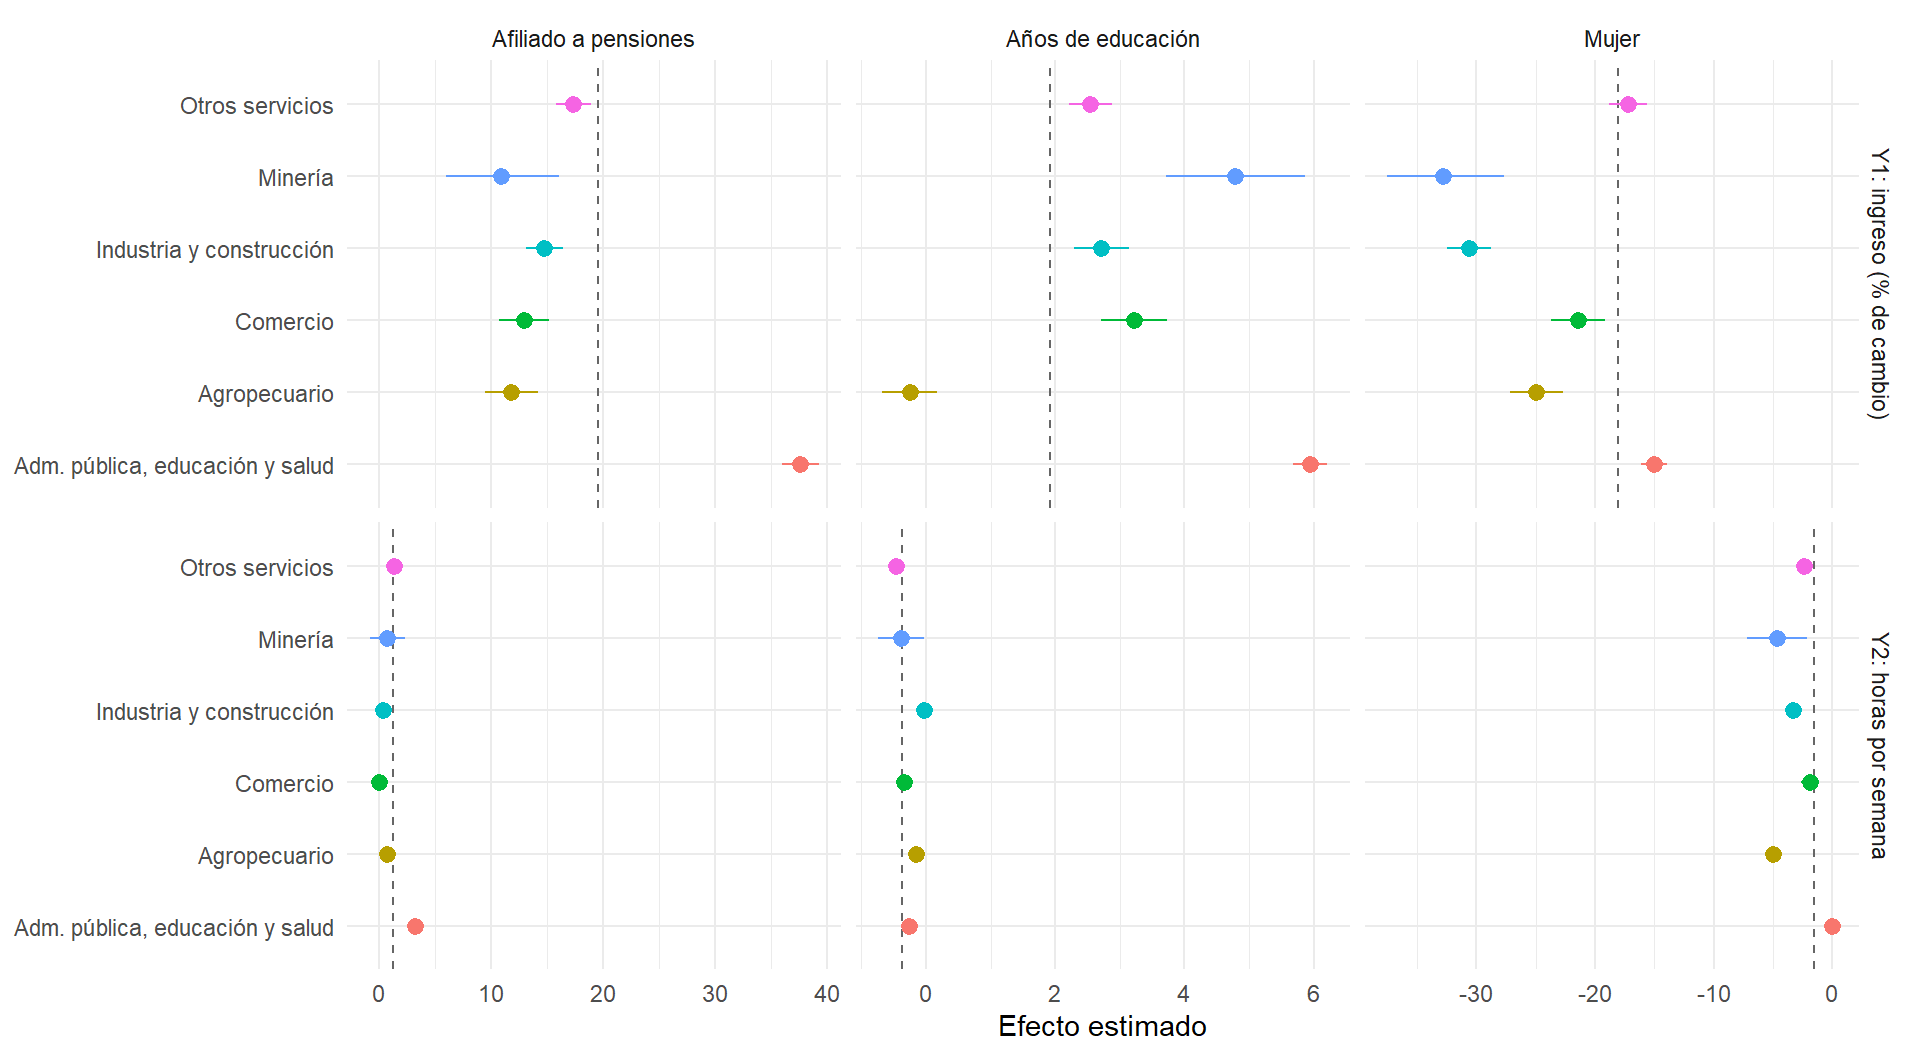 Afiliado a pensiones
Años de educación
Mujer
Otros servicios
Minería
Industria y construcción
Comercio
Agropecuario
Adm. pública, educación y salud
Y1: ingreso (% de cambio)
Otros servicios
Minería
Industria y construcción
Comercio
Agropecuario
Adm. pública, educación y salud
Y2: horas por semana
0 10 20 30 40
0 2 4 6
-30 -20 -10 0
Efecto estimado